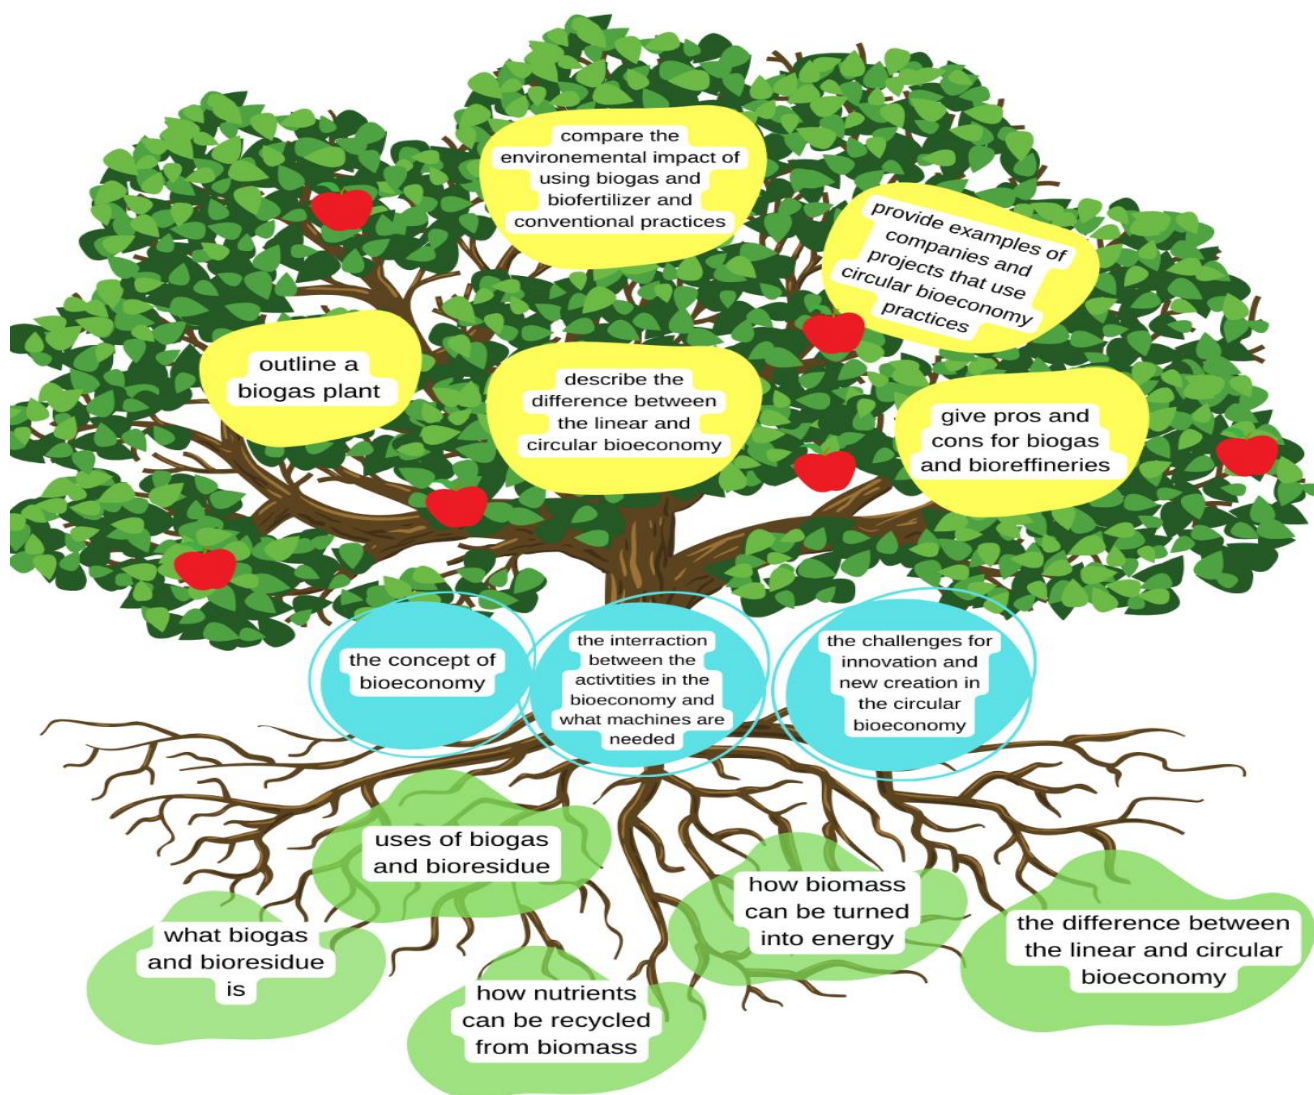 compare the
environemental impact of
using biogas and
biofertilizer and
conventional practices
provide examples of
companies and
projects that use
circular bioeconomy
practices
outline a
biogas plant
describe the
difference between
the linear and
circular bioeconomy
give pros and
cons for biogas
and bioreffineries
the concept of
bioeconomy
the interraction
between the
activtities in the
bioeconomy and
what machines are
needed
the challenges for
innovation and
new creation in
the circular
bioeconomy
uses of biogas
and bioresidue
how biomass
can be turned
into energy
what biogas
and bioresidue
is
how nutrients
can be recycled
from biomass
the difference between
the linear and circular
bioeconomy